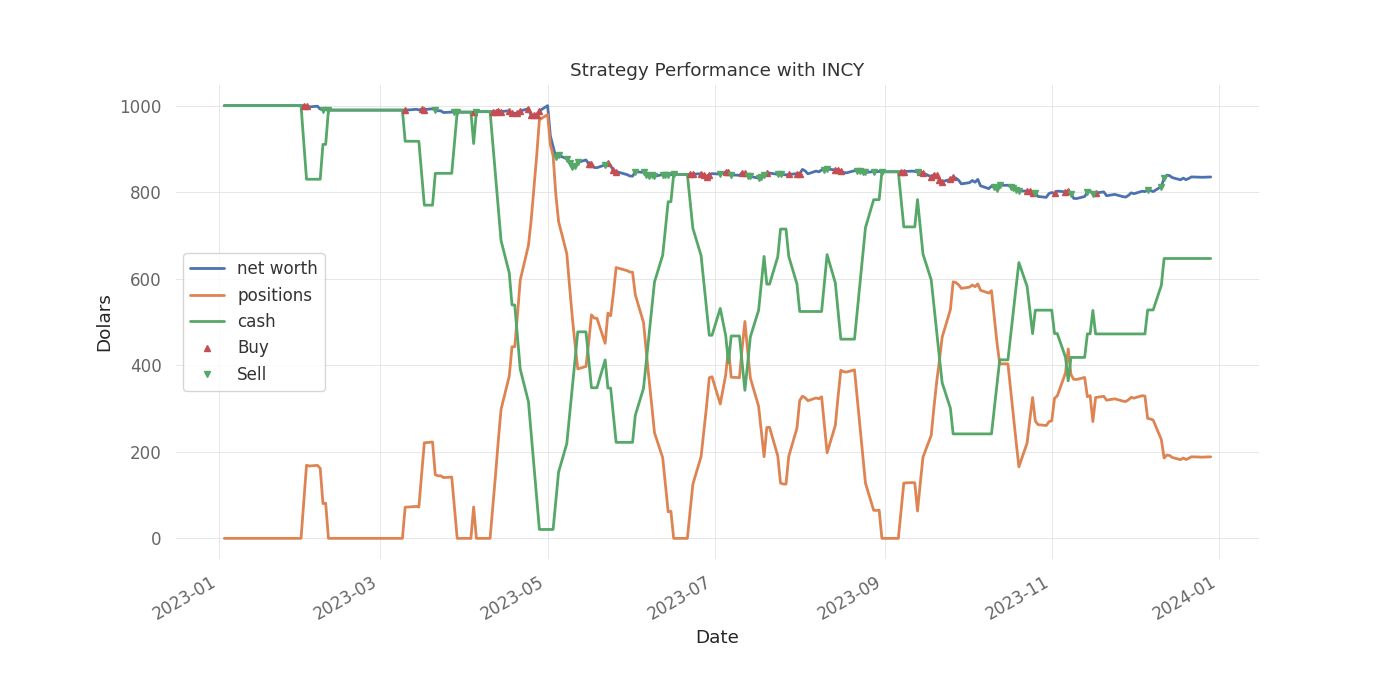 Strategy Performance with INCY
1000
800
600
400
200
0
Dolars
net worth
positions
cash
Buy
Sell
2023-01
2023-03
2023-05
2023-07
2023-09
2023-11
2024-01
Date